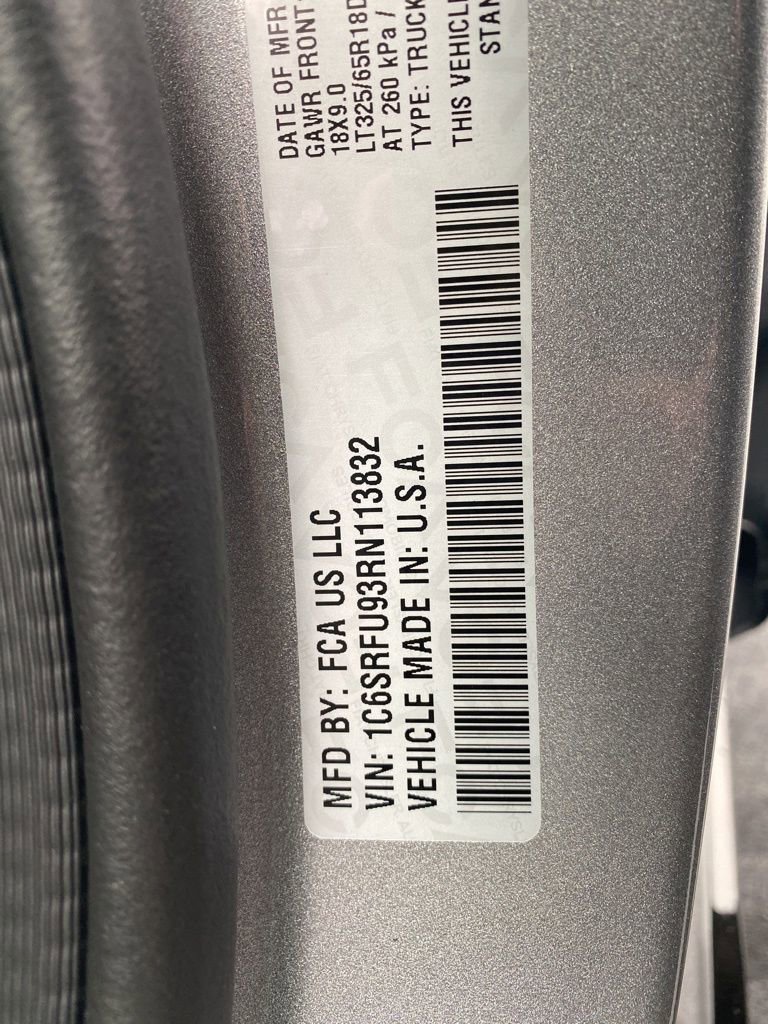 MFD BY: FCA US LLC
VIN: 1C6SRFU93RN113832
VEHICLE MADE IN: U.S.A.
DATE OF MFR
GAWR FRONT
18X9.0
LT325/65R18D
AT 260 kPa /
TYPE: TRUCK
THIS VEHICLE
STAN